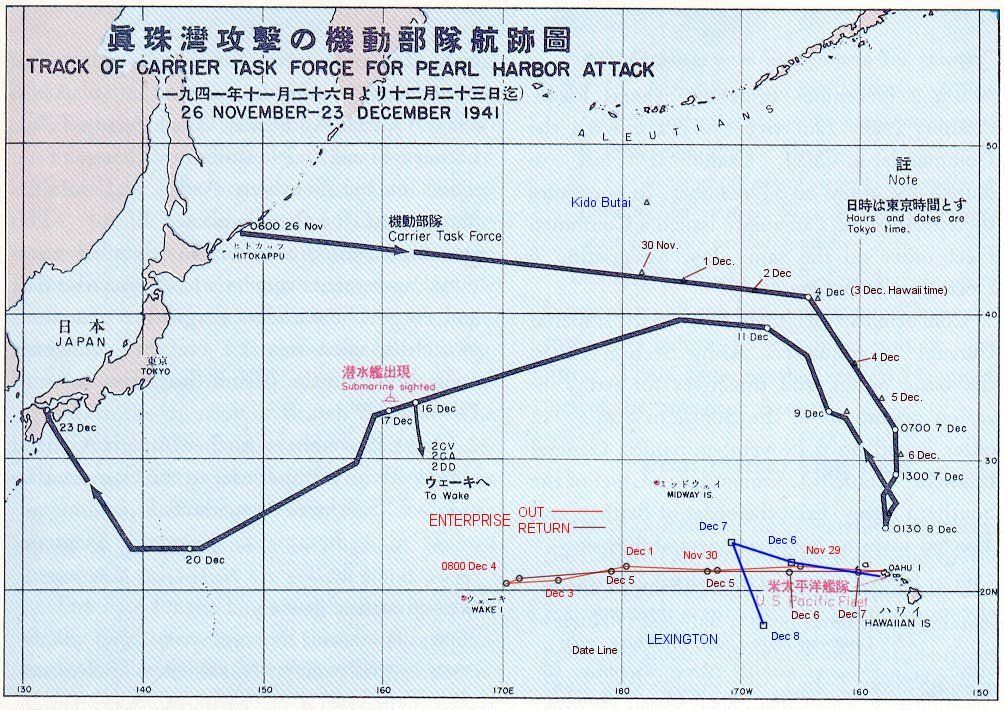 眞珠灣攻撃の機動部隊航跡圖
TRACK OF CARRIER TASK FORCE FOR PEARL HARBOR ATTACK
(一九四一年十一月二十六日より十二月二十三日迄)
26 NOVEMBER-23 DECEMBER 1941
ALEUTIANS
50
註
Note
日時は東京時間とす
Hours and dates are
Tokyo time.
Kido Butai
0600 26 Nov
機動部隊
Carrier Task Force
ヒトカップ
HITOKAPPU
30 Nov.
1 Dec.
2 Dec
4 Dec (3 Dec. Hawaii time)
40
日本
JAPAN
東京
TOKYO
11 Dec
4 Dec
潜水艦出現
Submarine sighted
5 Dec.
16 Dec
17 Dec
9 Dec
23 Dec
0700 7 Dec
2CV
2CA
2DD
6 Dec.
30
1300 7 Dec
ウェーキへ
To Wake
ミッドウェイ
MIDWAY IS.
ENTERPRISE OUT
RETURN
Dec 7
0130 8 Dec
Dec 6
20 Dec
Dec 1
Nov 30
Nov 29
0800 Dec 4
OAHU I
Dec 3
Dec 5
Dec 5
米太平洋艦隊
U S Pacific Fleet
20N
ウェーキ
WAKE I
Dec 6
Dec 7
ハワイ
HAWAIIAN IS
LEXINGTON
Dec 8
Date Line
130
140
150
160
170E
180
170W
160
150